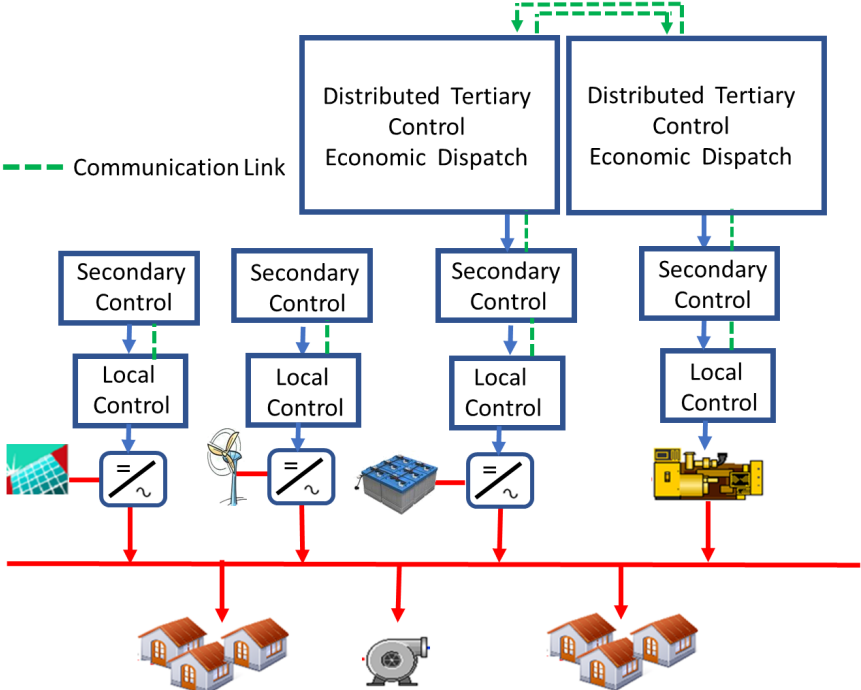 Distributed Tertiary
Control
Economic Dispatch
Distributed Tertiary
Control
Economic Dispatch
Communication Link
Secondary
Control
Secondary
Control
Secondary
Control
Secondary
Control
Local
Control
Local
Control
Local
Control
Local
Control
=
~
=
~
=
~